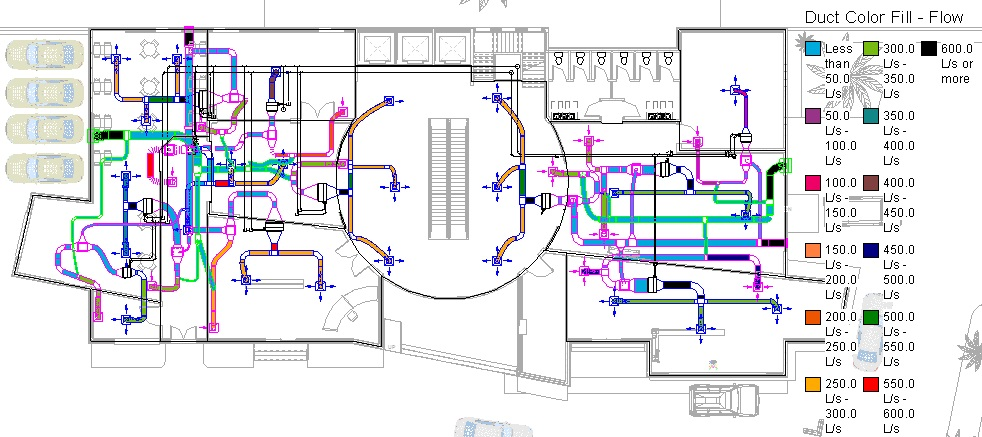 Duct Color Fill - Flow
Less than 50.0 L/s
50.0 L/s - 100.0 L/s
100.0 L/s - 150.0 L/s
150.0 L/s - 200.0 L/s
200.0 L/s - 250.0 L/s
250.0 L/s - 300.0 L/s
300.0 L/s - 350.0 L/s
350.0 L/s - 400.0 L/s
400.0 L/s - 450.0 L/s
450.0 L/s - 500.0 L/s
500.0 L/s - 550.0 L/s
550.0 L/s - 600.0 L/s
600.0 L/s or more